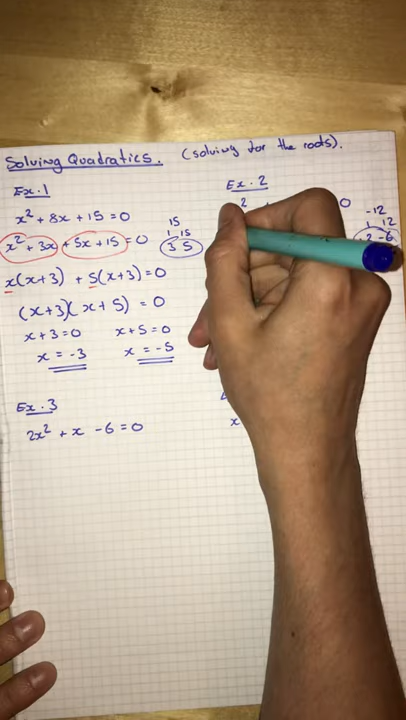 Solving Quadratics. (solving for the roots).
Ex.1
x² + 8x + 15 = 0
15
1 15
3 5
x² + 3x + 5x + 15 = 0
x(x+3) + 5(x+3) = 0
(x+3)(x+5) = 0
x+3=0 x+5=0
x = -3 x = -5
Ex.2
2
0
-12
1 12
2 -6
Ex.3
2x² + x - 6 = 0
x